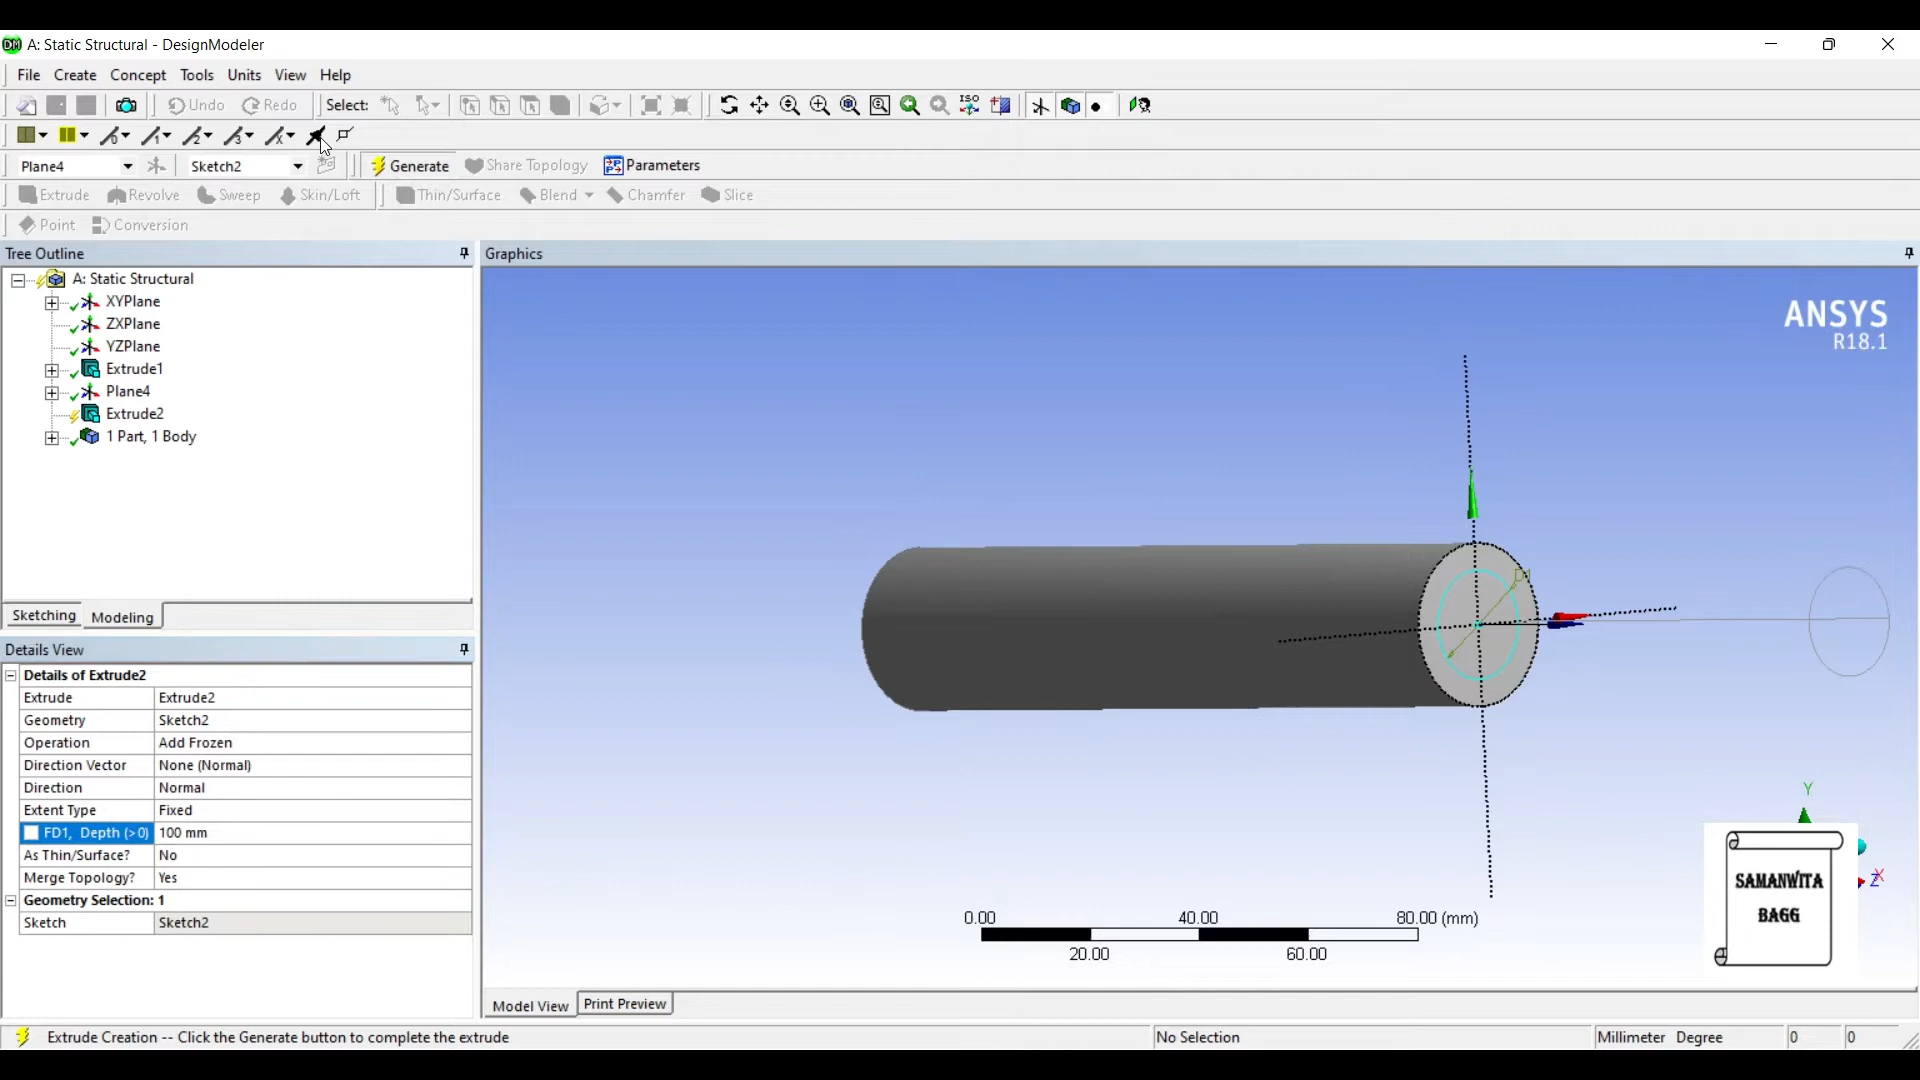 A: Static Structural - DesignModeler
File Create Concept Tools Units View Help
Undo Redo Select: ISO
Plane4 Sketch2 Generate Share Topology Parameters
Extrude Revolve Sweep Skin/Loft Thin/Surface Blend Chamfer Slice
Point Conversion
Tree Outline
A: Static Structural
XYPlane
ZXPlane
YZPlane
Extrude1
Plane4
Extrude2
1 Part, 1 Body
Sketching Modeling
Details View
Details of Extrude2
Extrude Extrude2
Geometry Sketch2
Operation Add Frozen
Direction Vector None (Normal)
Direction Normal
Extent Type Fixed
FD1, Depth (>0) 100 mm
As Thin/Surface? No
Merge Topology? Yes
Geometry Selection: 1
Sketch Sketch2
Graphics
ANSYS
R18.1
D1
Y
X
Z
SAMANWITA
BAGG
0.00 40.00 80.00 (mm)
20.00 60.00
Model View Print Preview
Extrude Creation -- Click the Generate button to complete the extrude No Selection Millimeter Degree 0 0